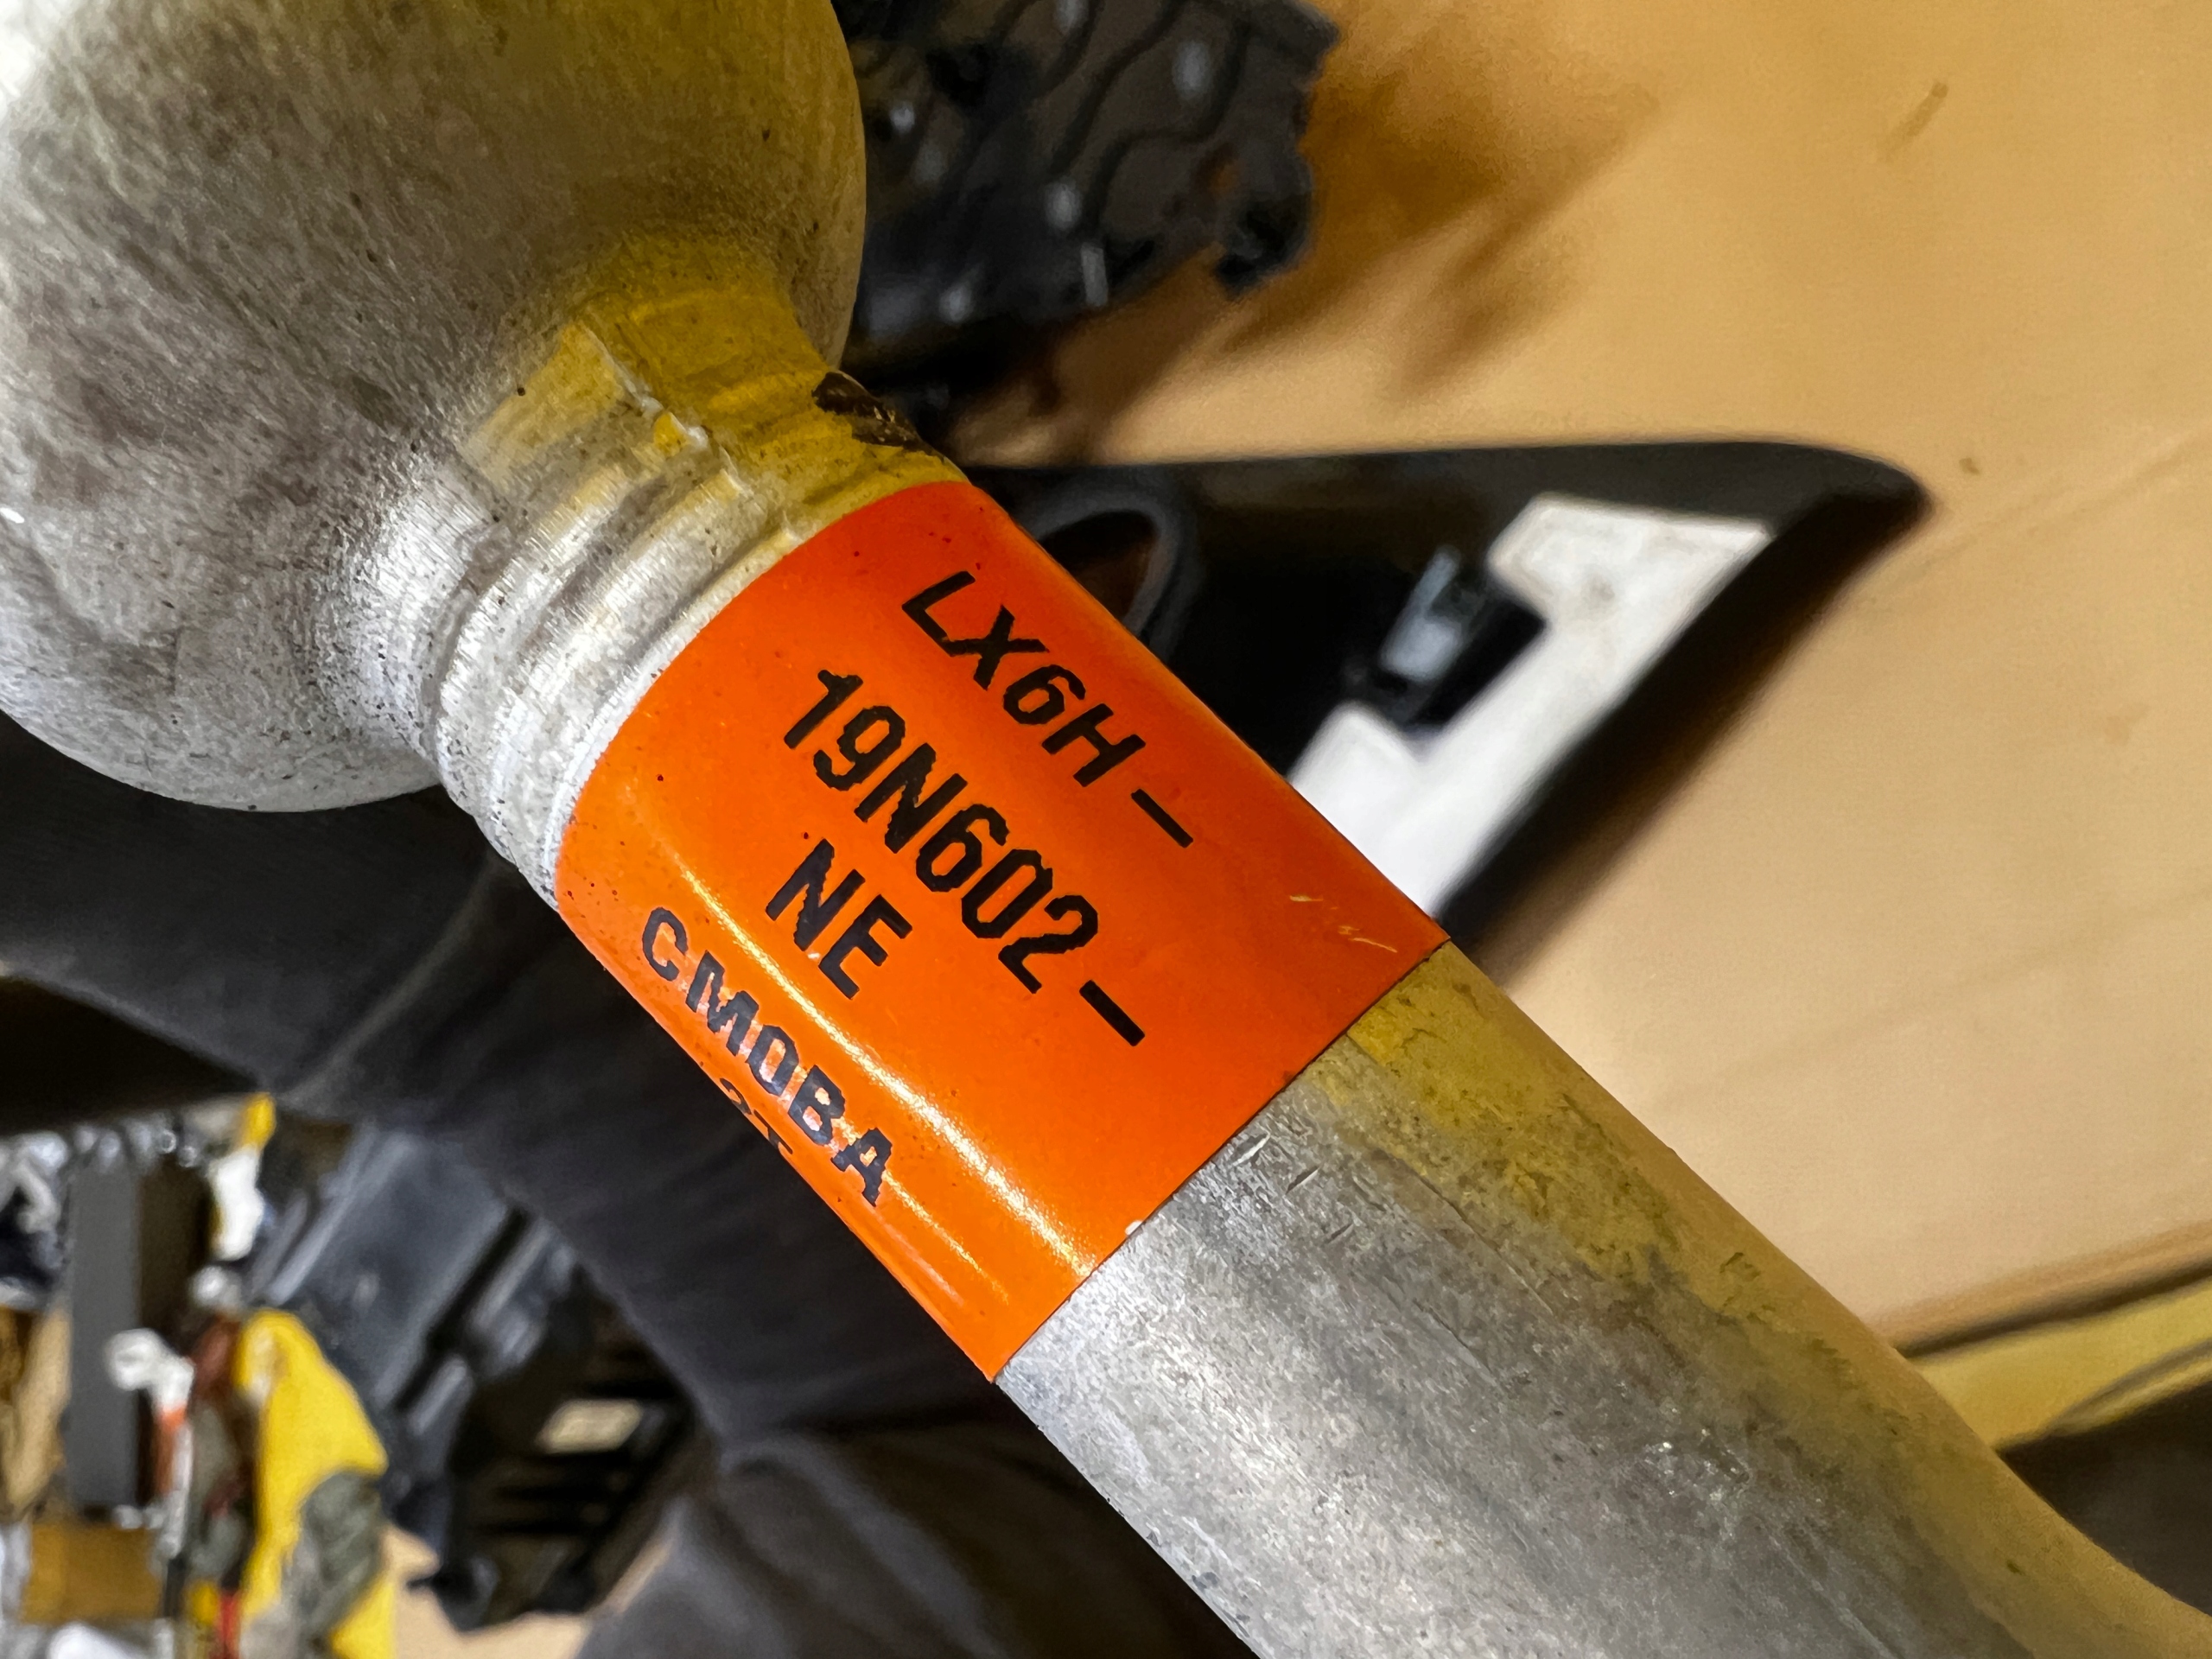 LX6H-
19N602-
NE
CM0BA